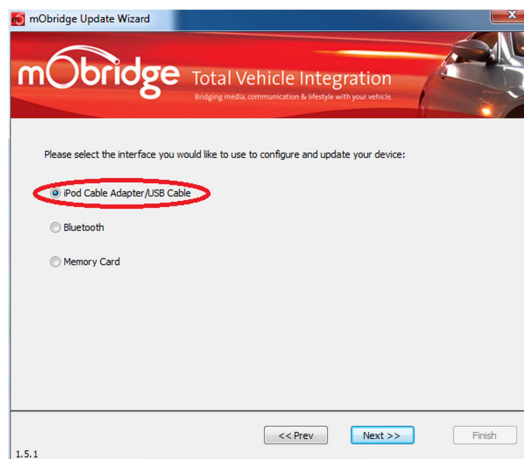 mObridge Update Wizard
mObridge Total Vehicle Integration
Bridging media, communication & lifestyle with your vehicle.
Please select the interface you would like to use to configure and update your device:
iPod Cable Adapter/USB Cable
Bluetooth
Memory Card
<< Prev Next >> Finish
1.5.1